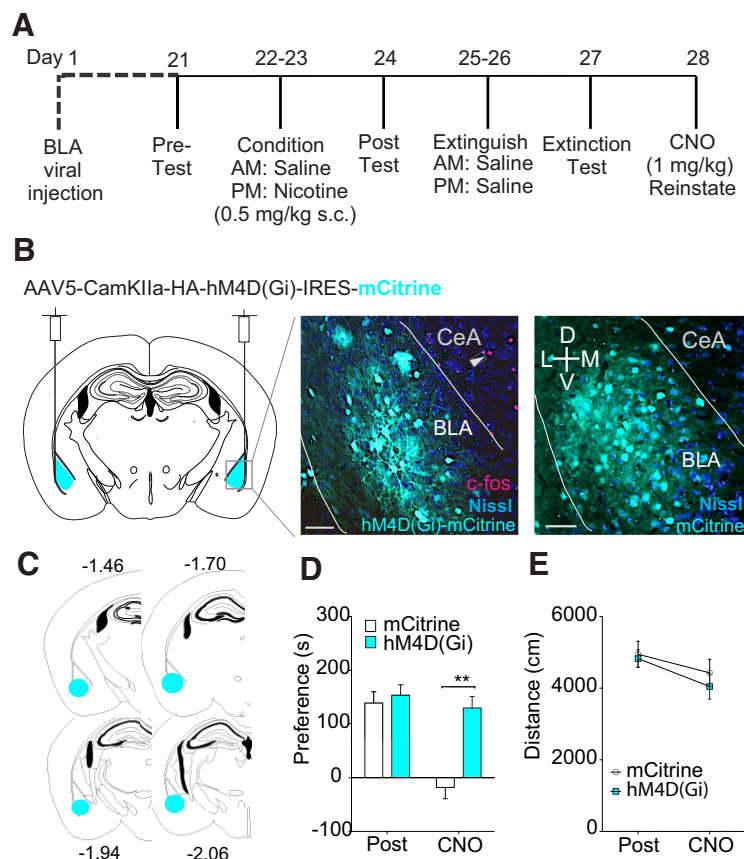 A
Day 1
21
22-23
24
25-26
27
28
BLA
viral
injection
Pre-
Test
Condition
AM: Saline
PM: Nicotine
(0.5 mg/kg s.c.)
Post
Test
Extinguish
AM: Saline
PM: Saline
Extinction
Test
CNO
(1 mg/kg)
Reinstate
B
AAV5-CamKIIa-HA-hM4D(Gi)-IRES-mCitrine
CeA
BLA
c-fos
Nissl
hM4D(Gi)-mCitrine
D
L M
V
CeA
BLA
Nissl
mCitrine
C
-1.46
-1.70
-1.94
-2.06
D
Preference (s)
300
200
100
0
-100
mCitrine
hM4D(Gi)
**
Post
CNO
E
Distance (cm)
6000
4000
2000
0
mCitrine
hM4D(Gi)
Post
CNO